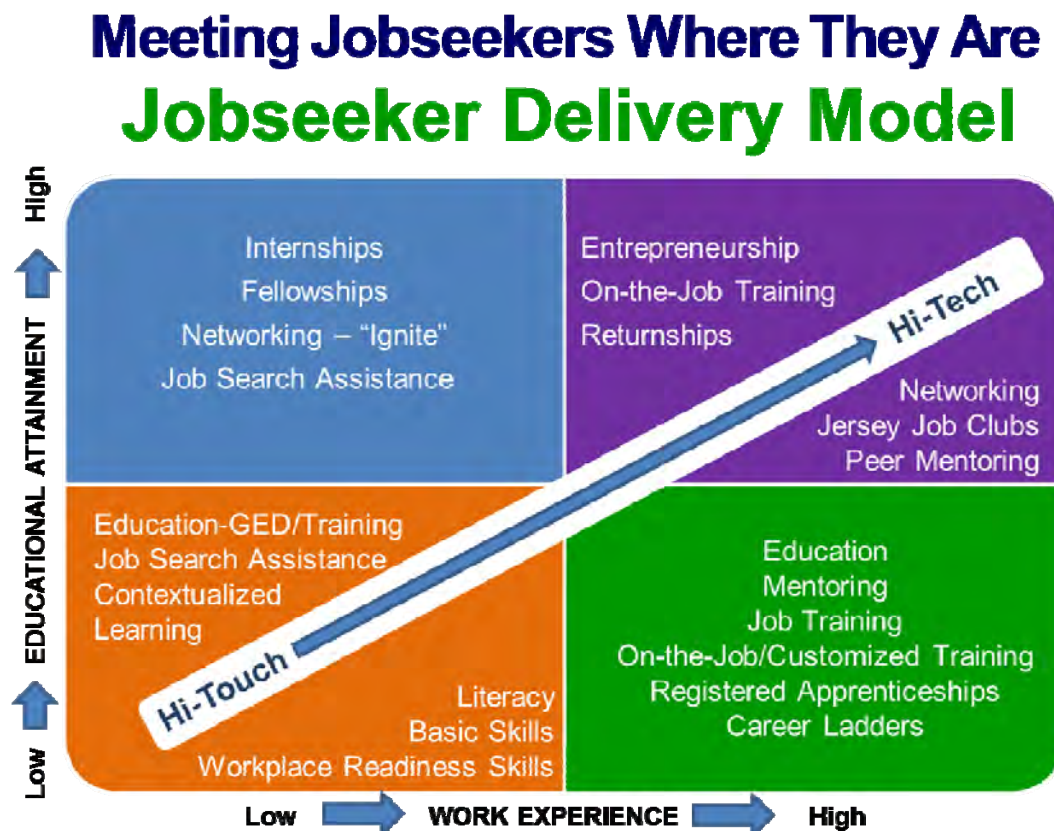 Meeting Jobseekers Where They Are
Jobseeker Delivery Model
High
EDUCATIONAL ATTAINMENT
Low
Internships
Fellowships
Networking – “Ignite”
Job Search Assistance
Entrepreneurship
On-the-Job Training
Returnships
Hi-Tech
Networking
Jersey Job Clubs
Peer Mentoring
Education-GED/Training
Job Search Assistance
Contextualized
Learning
Hi-Touch
Literacy
Basic Skills
Workplace Readiness Skills
Education
Mentoring
Job Training
On-the-Job/Customized Training
Registered Apprenticeships
Career Ladders
Low WORK EXPERIENCE High